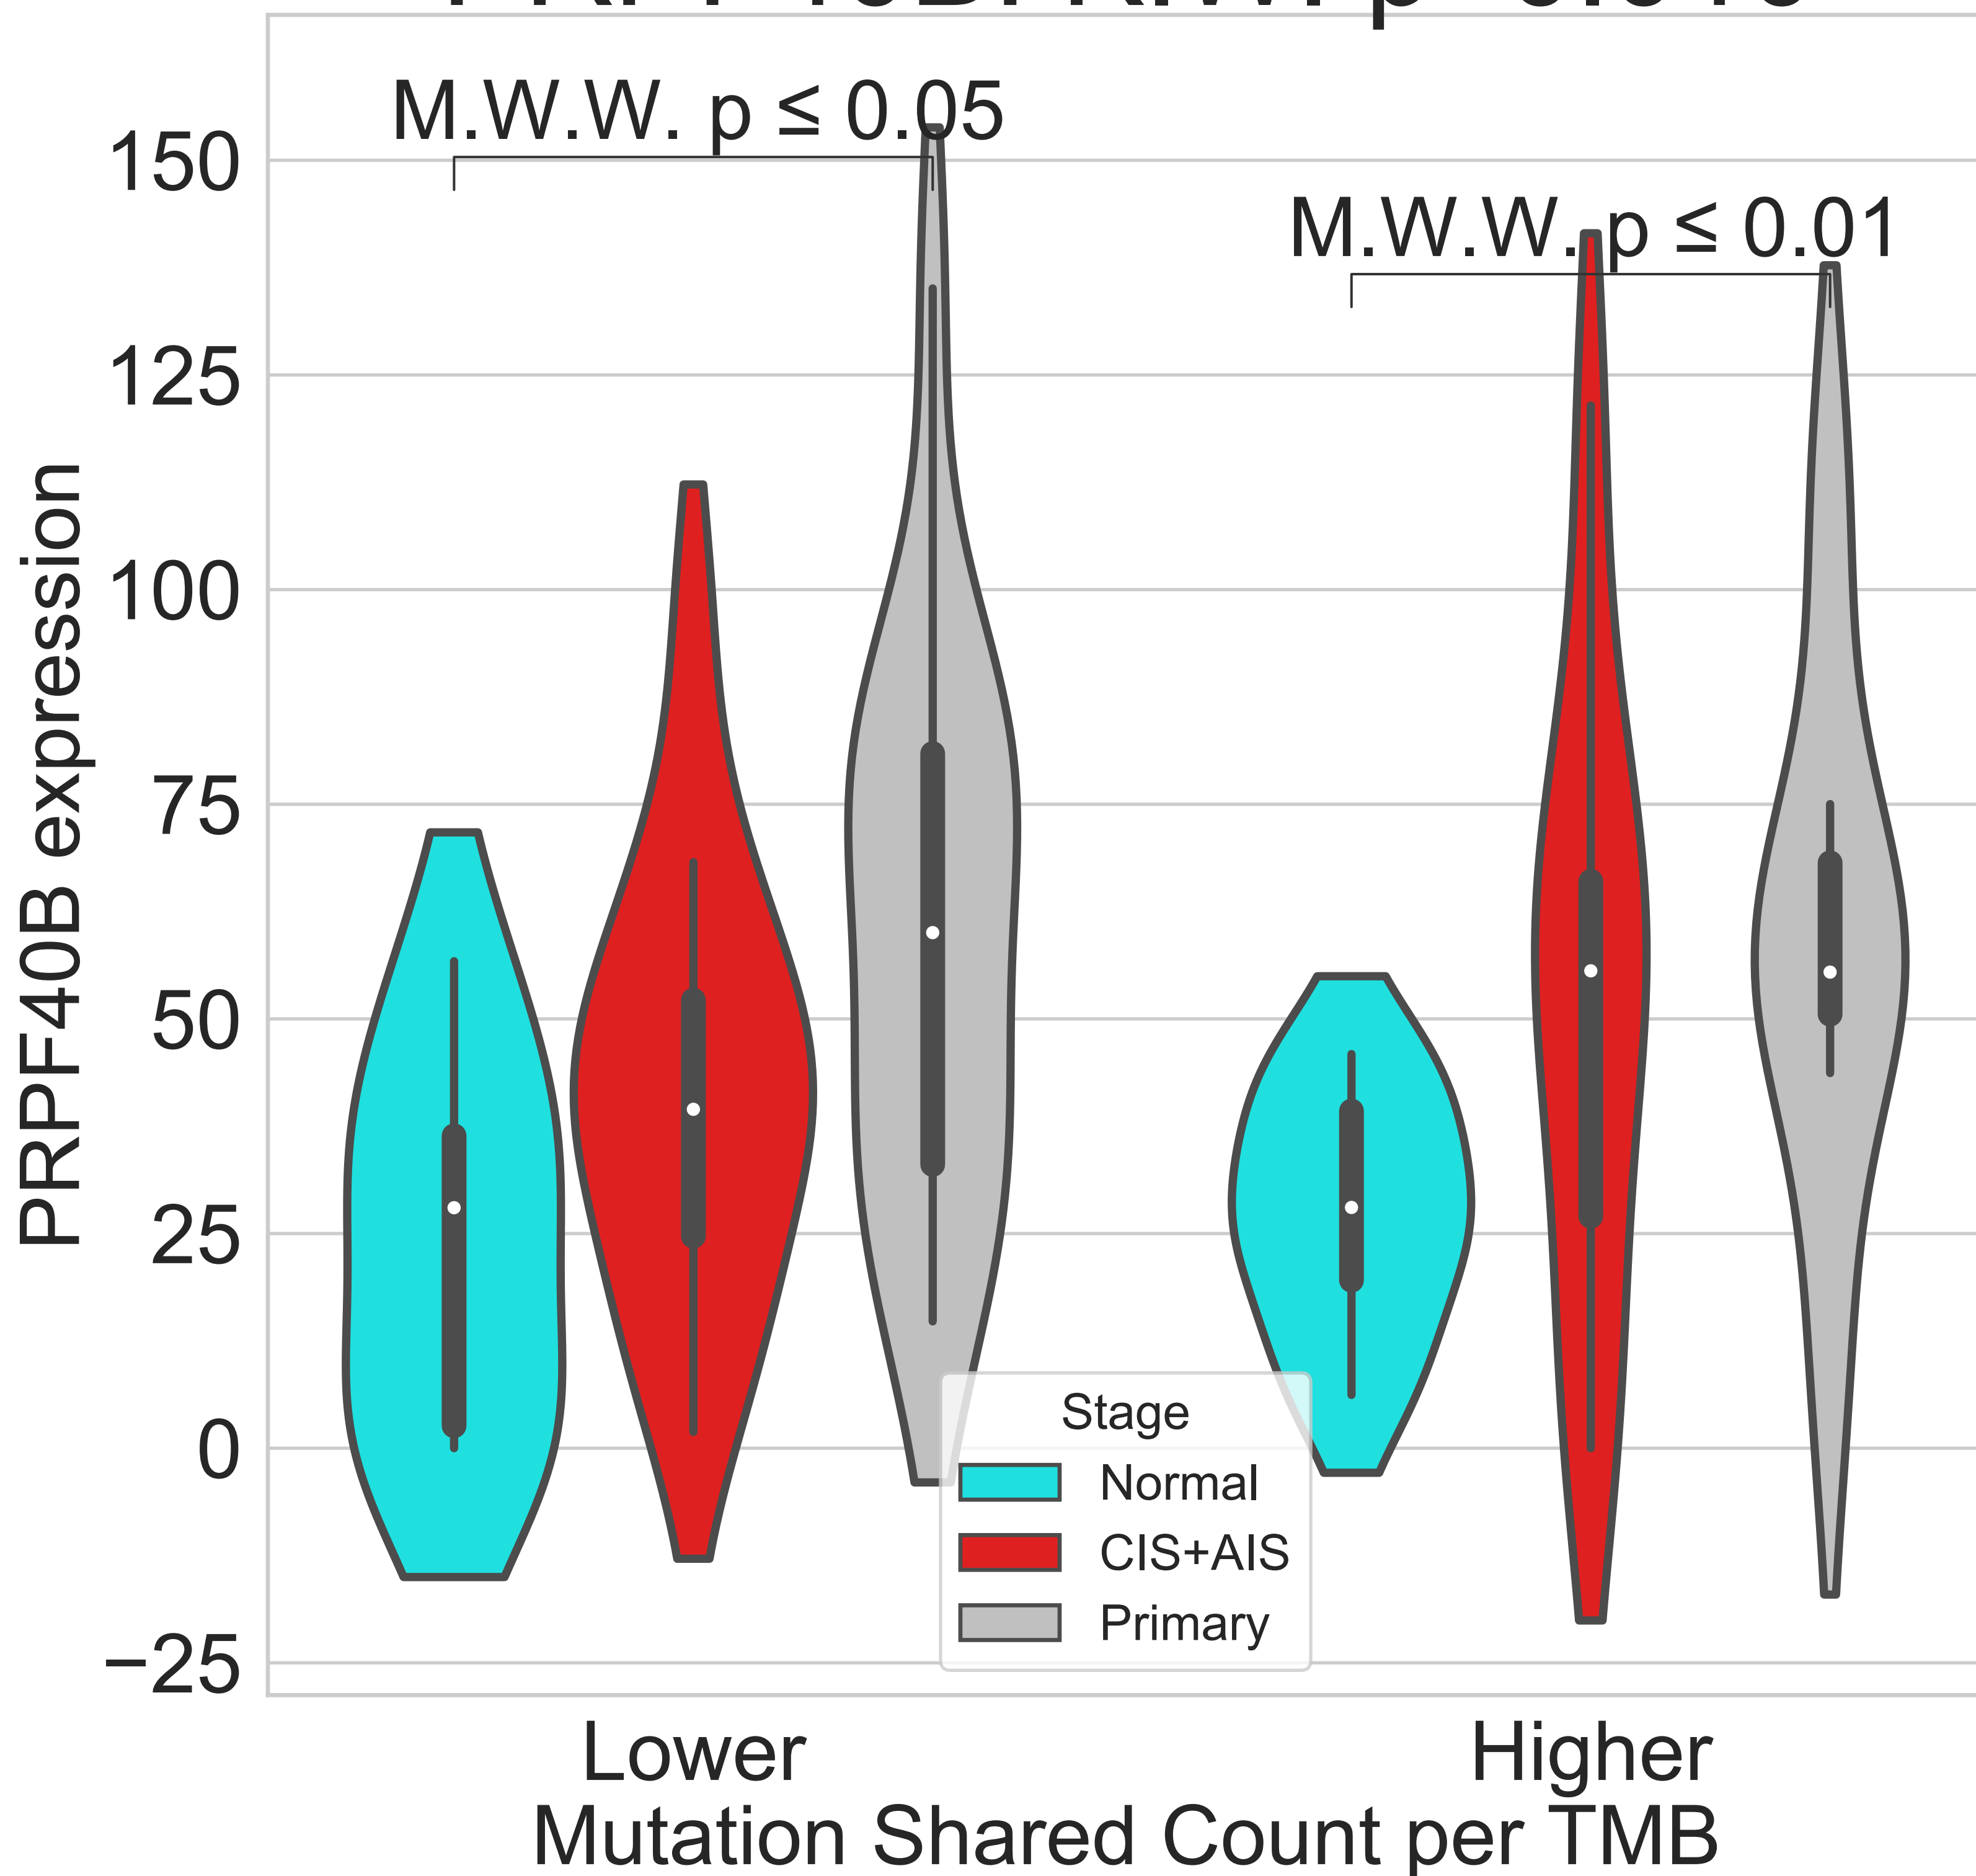 M.W.W. p ≤ 0.05
M.W.W. p ≤ 0.01
150
125
100
75
50
25
0
−25
PRPF40B expression
Stage
Normal
CIS+AIS
Primary
Lower
Higher
Mutation Shared Count per TMB